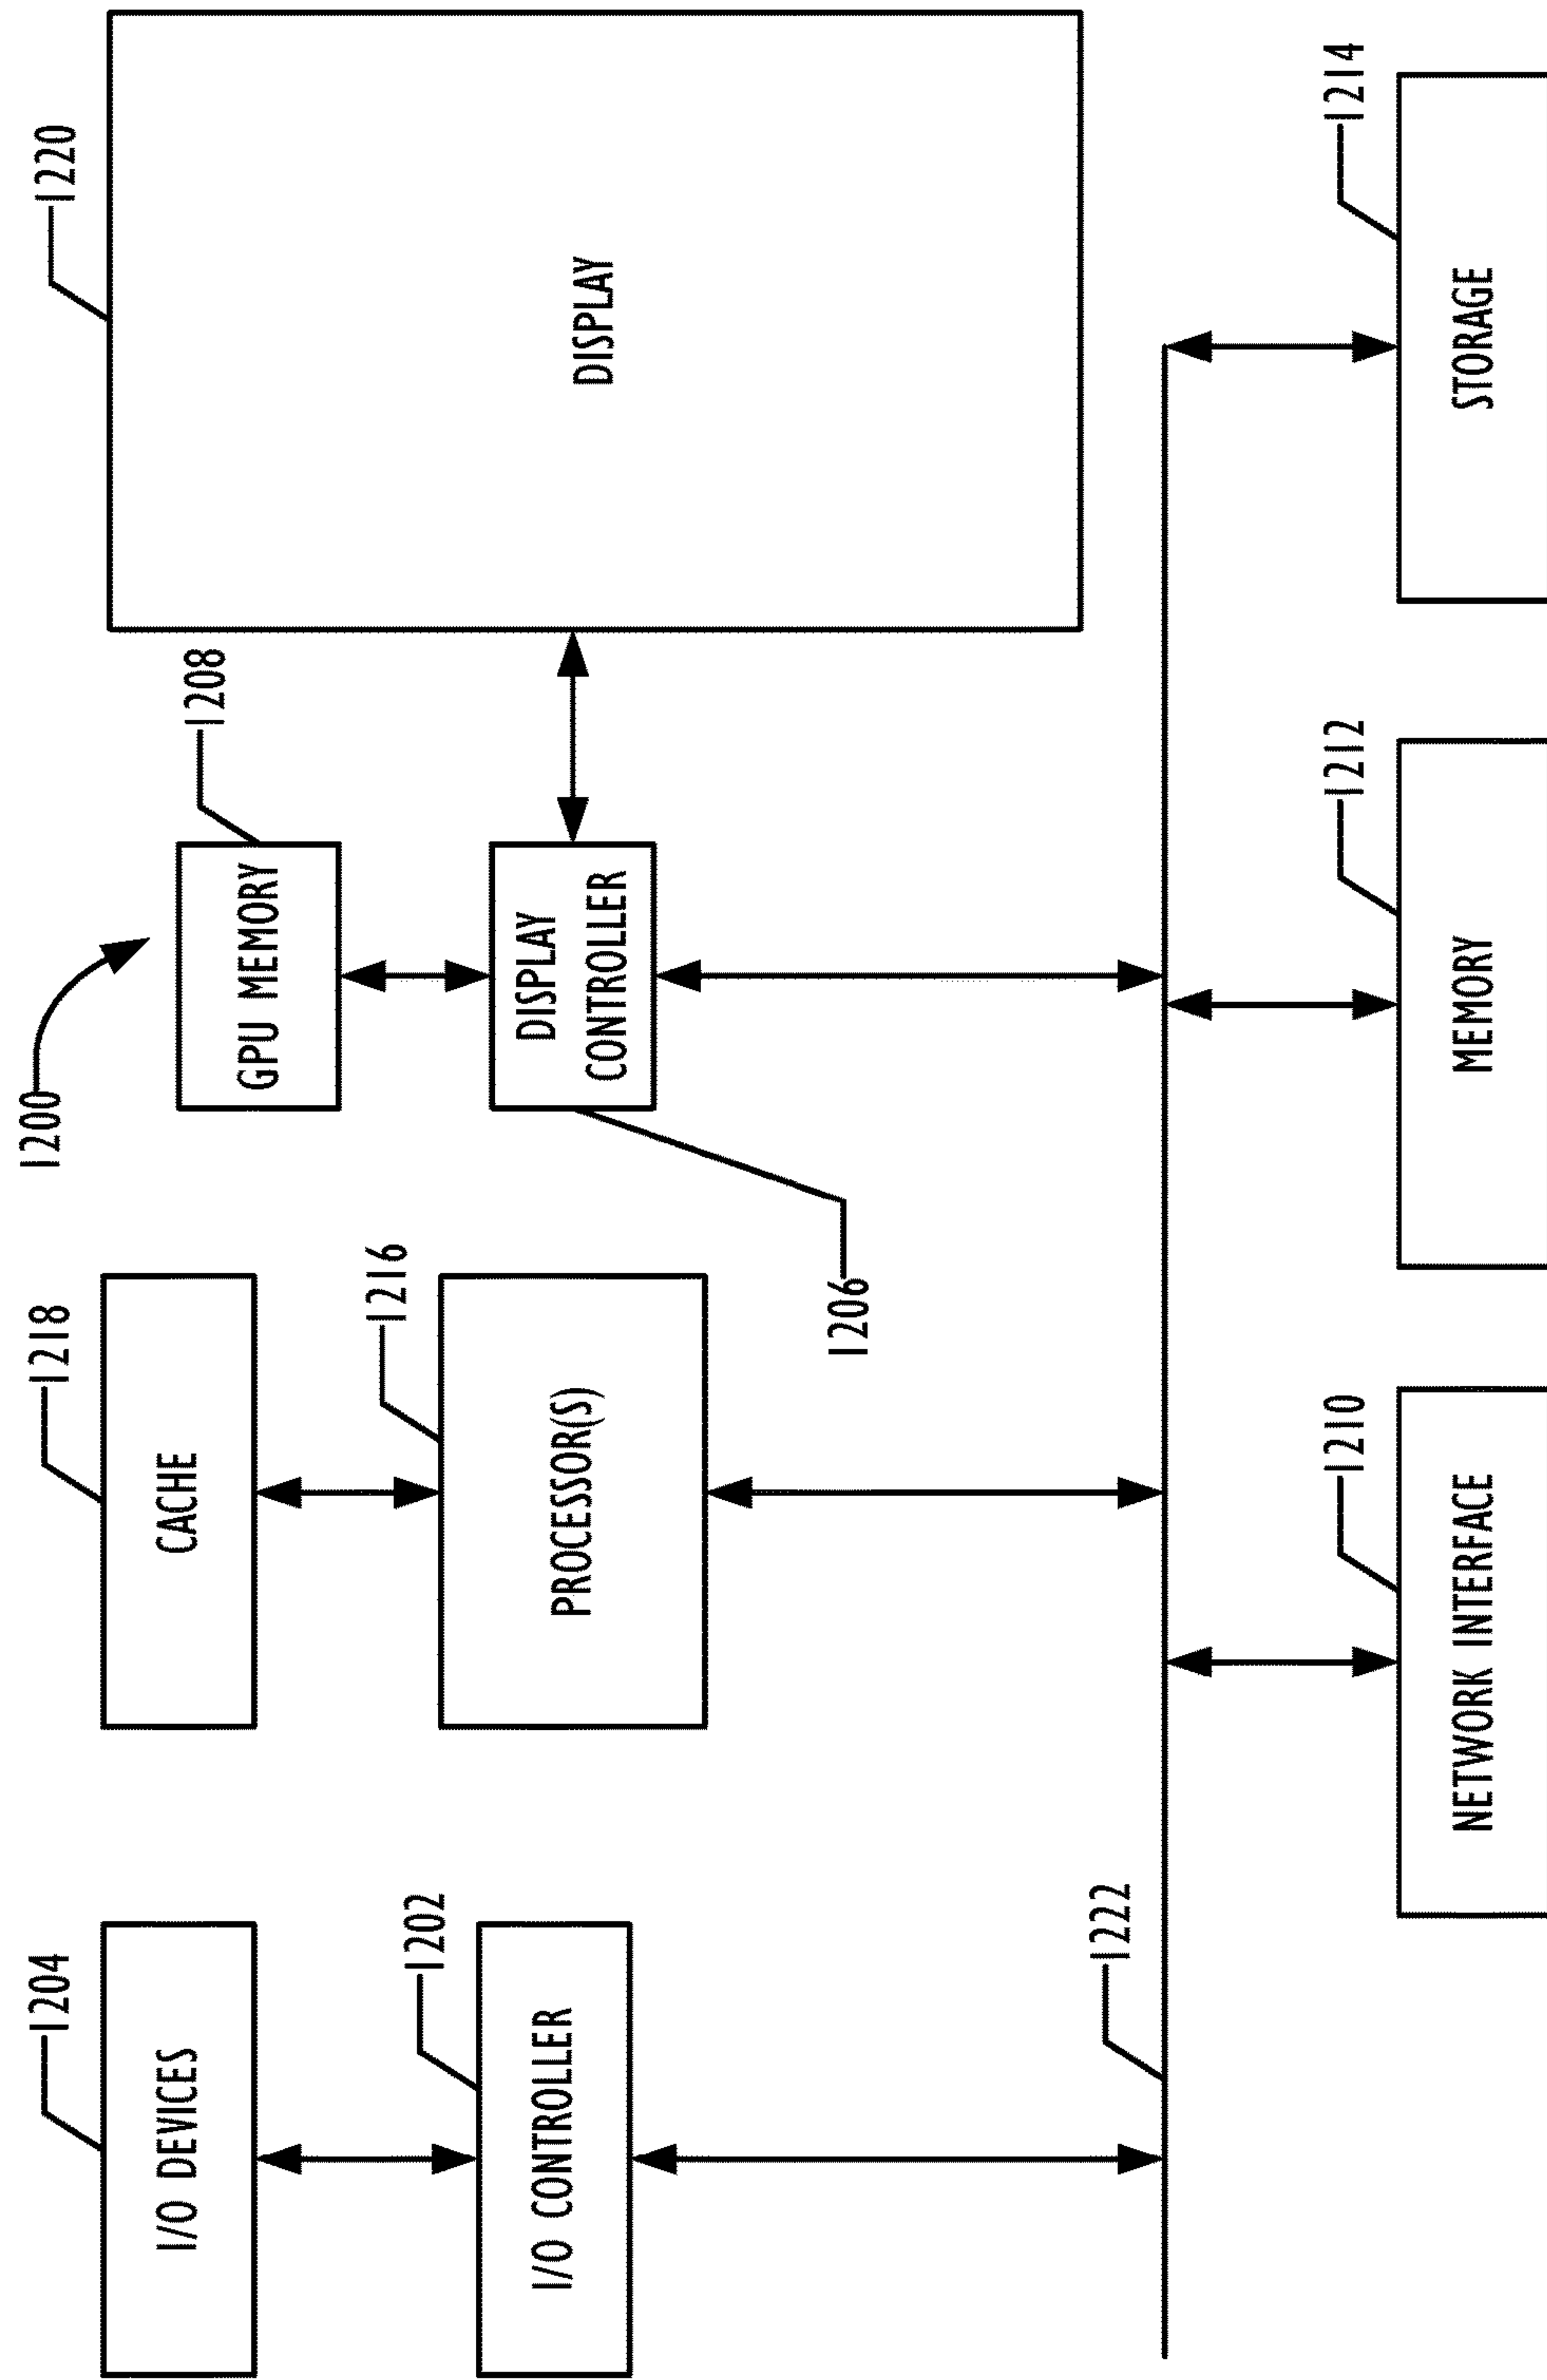 1200
1204
I/O DEVICES
1202
I/O CONTROLLER
1218
CACHE
1216
PROCESSOR(S)
1208
GPU MEMORY
DISPLAY
CONTROLLER
1206
1220
DISPLAY
1222
1210
NETWORK INTERFACE
1212
MEMORY
1214
STORAGE